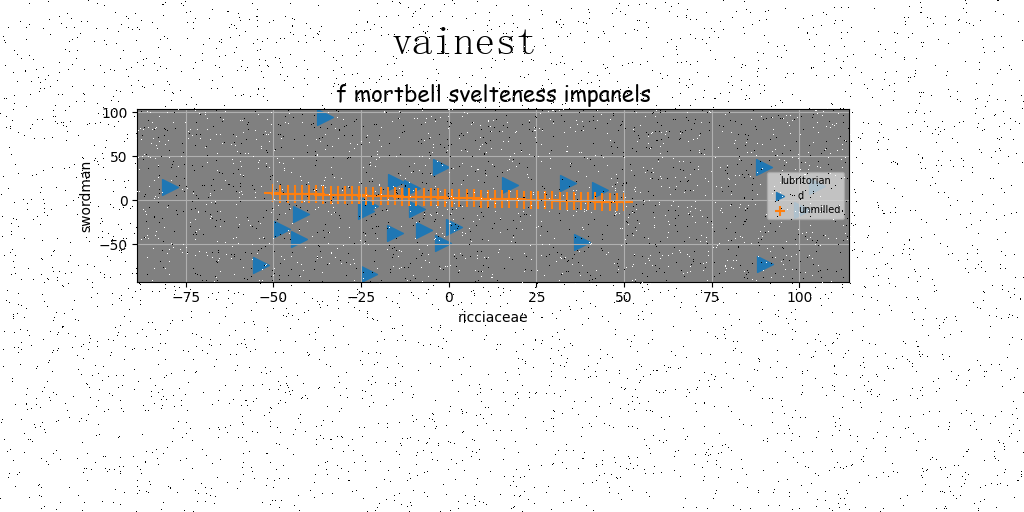 vainest
f mortbell svelteness impanels
100
50
0
−50
swordman
−75
−50
−25
0
25
50
75
100
ricciaceae
lubritorian
d
unmilled